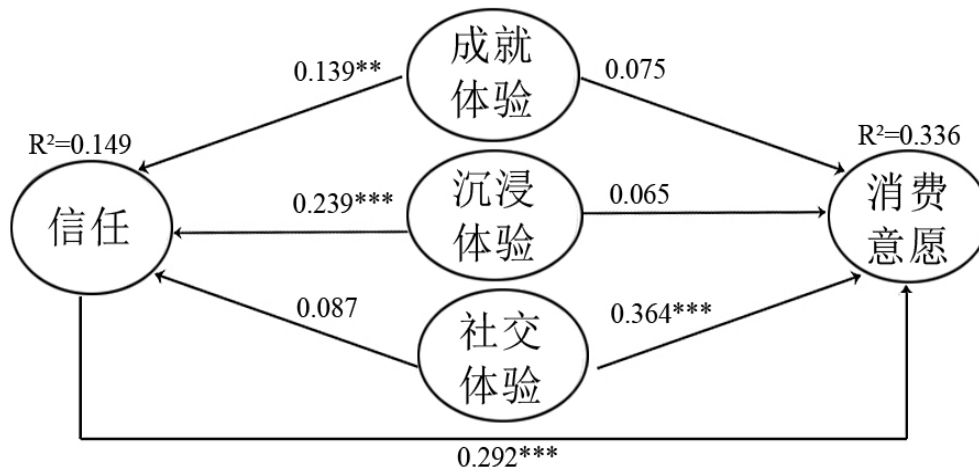 成就
体验
0.139**
0.075
R²=0.149
R²=0.336
信任
沉浸
体验
0.239***
0.065
消费
意愿
0.087
社交
体验
0.364***
0.292***